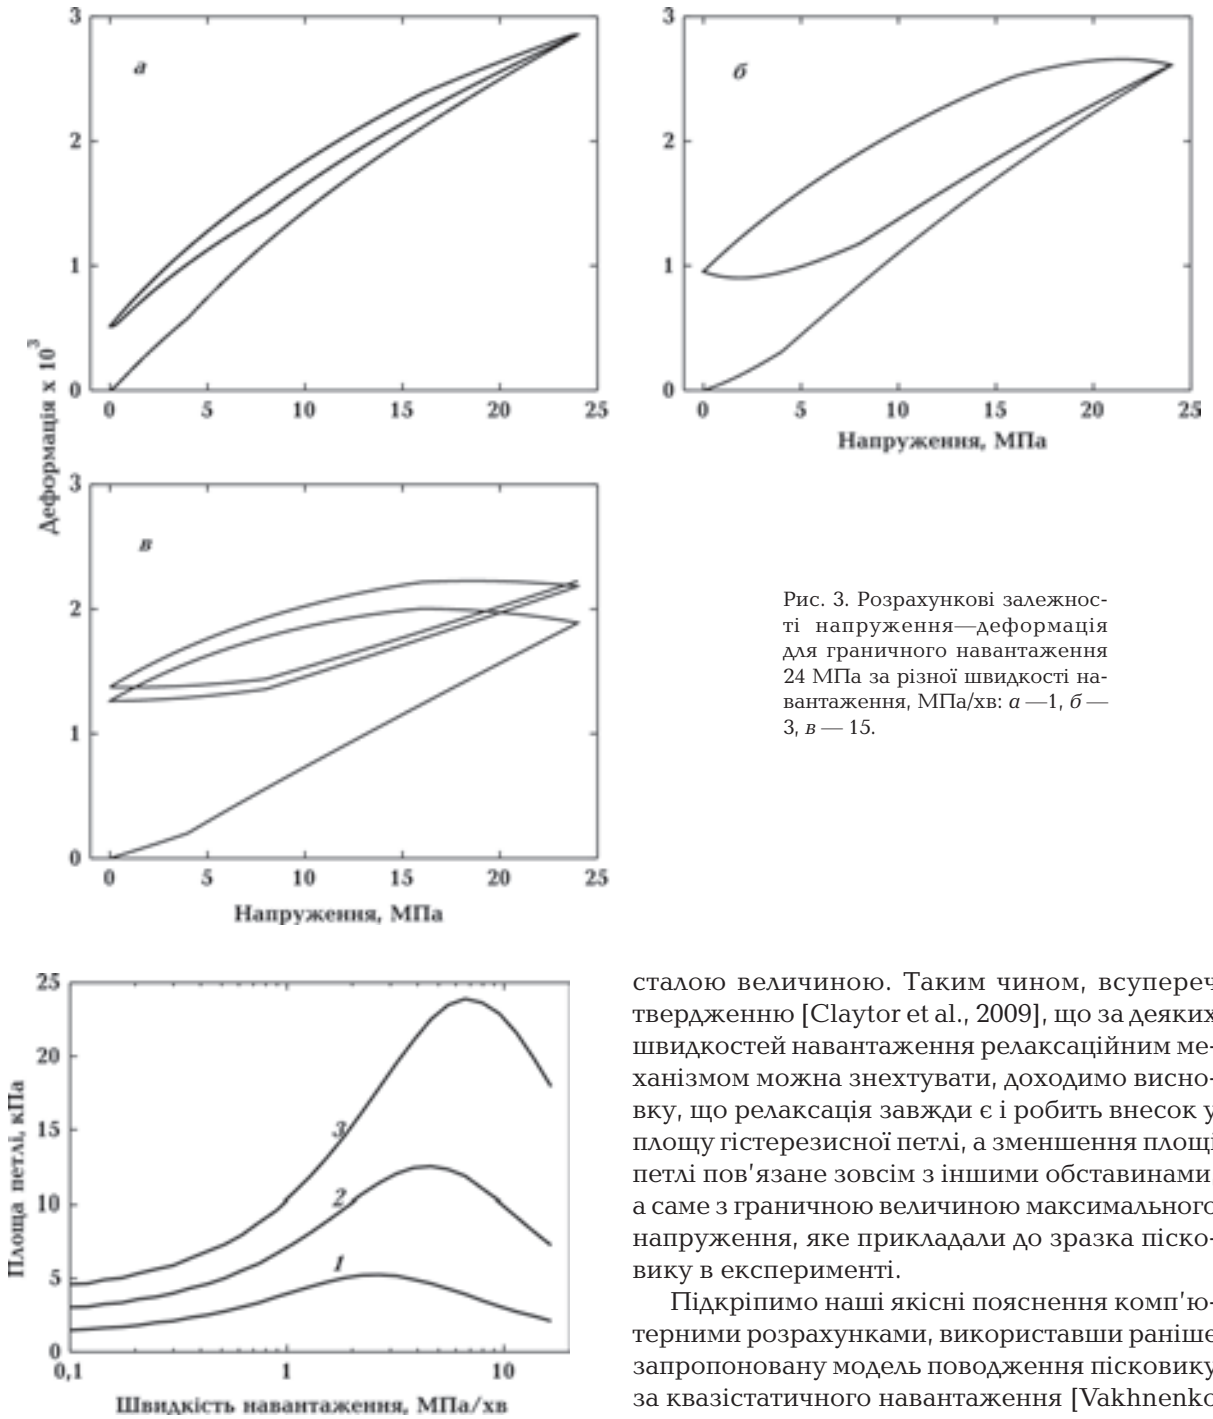 3
а
2
1
0
0 5 10 15 20 25
3
б
2
1
0
0 5 10 15 20 25
Напруження, МПа
Деформація x 10³
3
в
2
1
0
0 5 10 15 20 25
Напруження, МПа
Рис. 3. Розрахункові залежнос-
ті напруження—деформація
для граничного навантаження
24 МПа за різної швидкості на-
вантаження, МПа/хв: а —1, б —
3, в — 15.
25
20
15
10
5
0
Площа петлі, кПа
3
2
1
0,1 1 10
Швидкість навантаження, МПа/хв
сталою величиною. Таким чином, всупереч
твердженню [Claytor et al., 2009], що за деяких
швидкостей навантаження релаксаційним ме-
ханізмом можна знехтувати, доходимо висно-
вку, що релаксація завжди є і робить внесок у
площу гістерезисної петлі, а зменшення площі
петлі пов'язане зовсім з іншими обставинами,
а саме з граничною величиною максимального
напруження, яке прикладали до зразка піско-
вику в експерименті.
Підкріпимо наші якісні пояснення комп'ю-
терними розрахунками, використавши раніше
запропоновану модель поводження пісковику
за квазістатичного навантаження [Vakhnenko